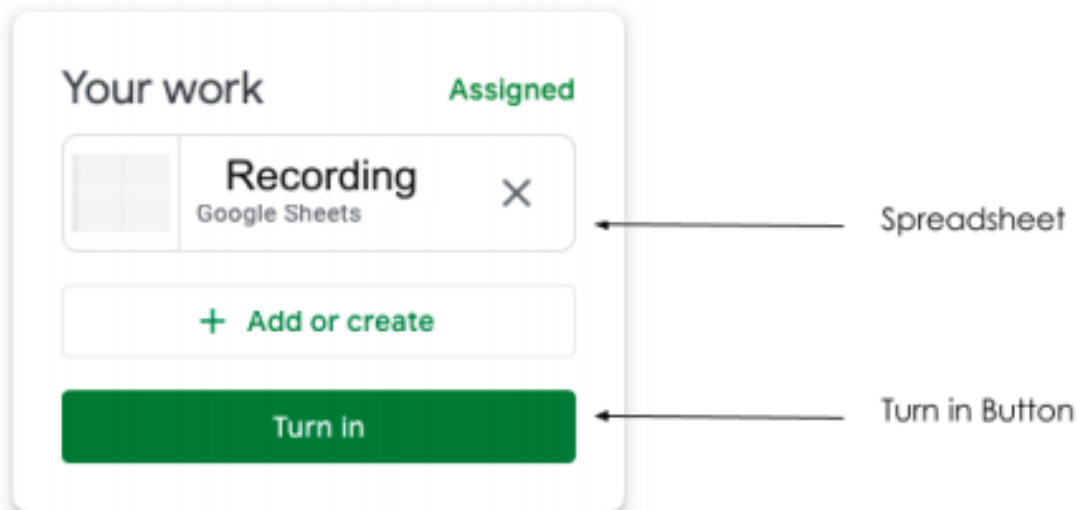 Your work Assigned
Recording
Google Sheets
Spreadsheet
+ Add or create
Turn in Button
Turn in